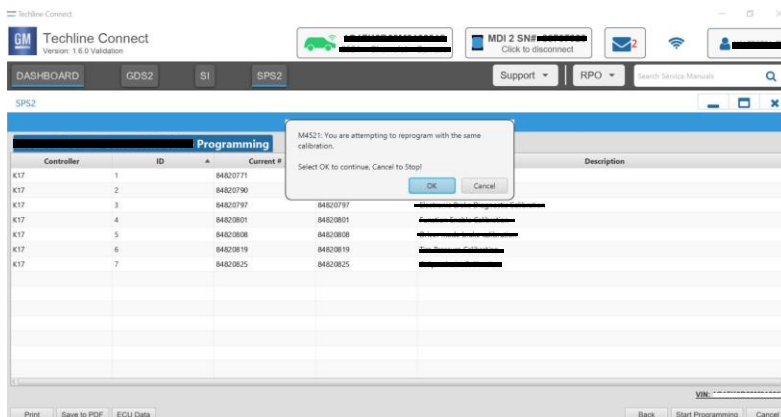 Techline Connect
GM Techline Connect
Version: 1.6.0 Validation
MDI 2 SN#:
Click to disconnect
2
DASHBOARD GDS2 SI SPS2 Support RPO Search Service Manuals
SPS2
Programming
M4521: You are attempting to reprogram with the same
calibration.
Select OK to continue, Cancel to Stop!
OK Cancel
Controller ID Current # Description
K17 1 84820771
K17 2 84820790
K17 3 84820797 84820797
K17 4 84820801 84820801
K17 5 84820808 84820808
K17 6 84820819 84820819
K17 7 84820825 84820825
VIN:
Print Save to PDF ECU Data Back Start Programming Cancel